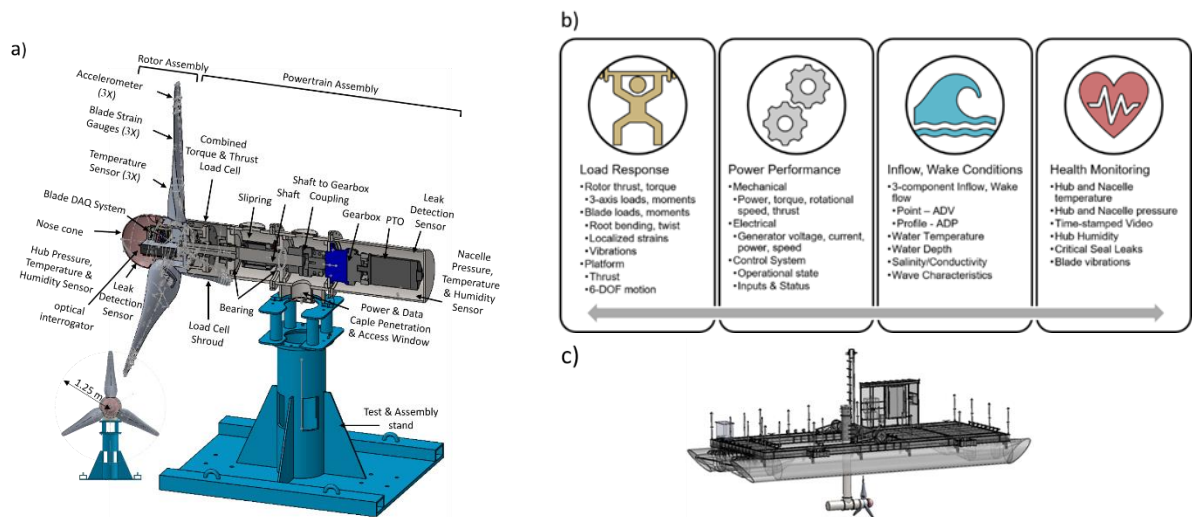 a)
Rotor Assembly
Powertrain Assembly
Accelerometer
(3X)
Blade Strain
Gauges (3X)
Temperature
Sensor (3X)
Combined
Torque & Thrust
Load Cell
Blade DAQ System
Nose cone
Hub Pressure,
Temperature &
Humidity Sensor
optical
interrogator
Leak
Detection
Sensor
Slipring
Shaft
Shaft to Gearbox
Coupling
Gearbox
PTO
Leak
Detection
Sensor
Nacelle
Pressure,
Temperature
& Humidity
Sensor
Bearing
Load Cell
Shroud
Power & Data
Caple Penetration
& Access Window
Test & Assembly
stand
1.25 m
b)
Load Response
•Rotor thrust, torque
•3-axis loads, moments
•Blade loads, moments
•Root bending, twist
•Localized strains
•Vibrations
•Platform
•Thrust
•6-DOF motion
Power Performance
•Mechanical
•Power, torque, rotational
speed, thrust
•Electrical
•Generator voltage, current,
power, speed
•Control System
•Operational state
•Inputs & Status
Inflow, Wake Conditions
•3-component Inflow, Wake
flow
•Point – ADV
•Profile - ADP
•Water Temperature
•Water Depth
•Salinity/Conductivity
•Wave Characteristics
Health Monitoring
•Hub and Nacelle
temperature
•Hub and Nacelle pressure
•Time-stamped Video
•Hub Humidity
•Critical Seal Leaks
•Blade vibrations
c)